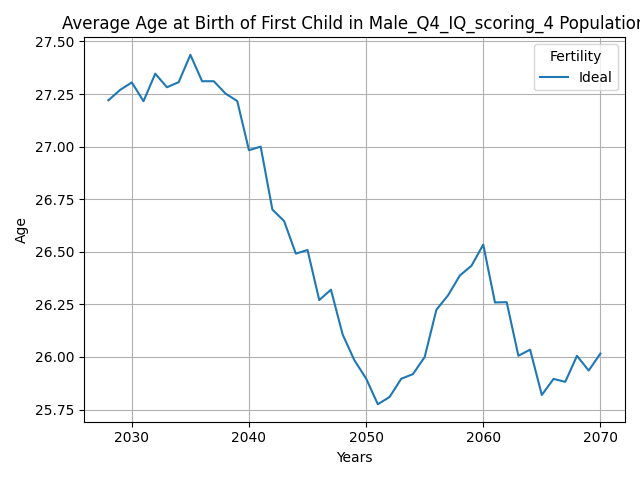 Average Age at Birth of First Child in Male_Q4_IQ_scoring_4 Population
27.50
27.25
27.00
26.75
26.50
26.25
26.00
25.75
Age
Fertility
Ideal
2030 2040 2050 2060 2070
Years